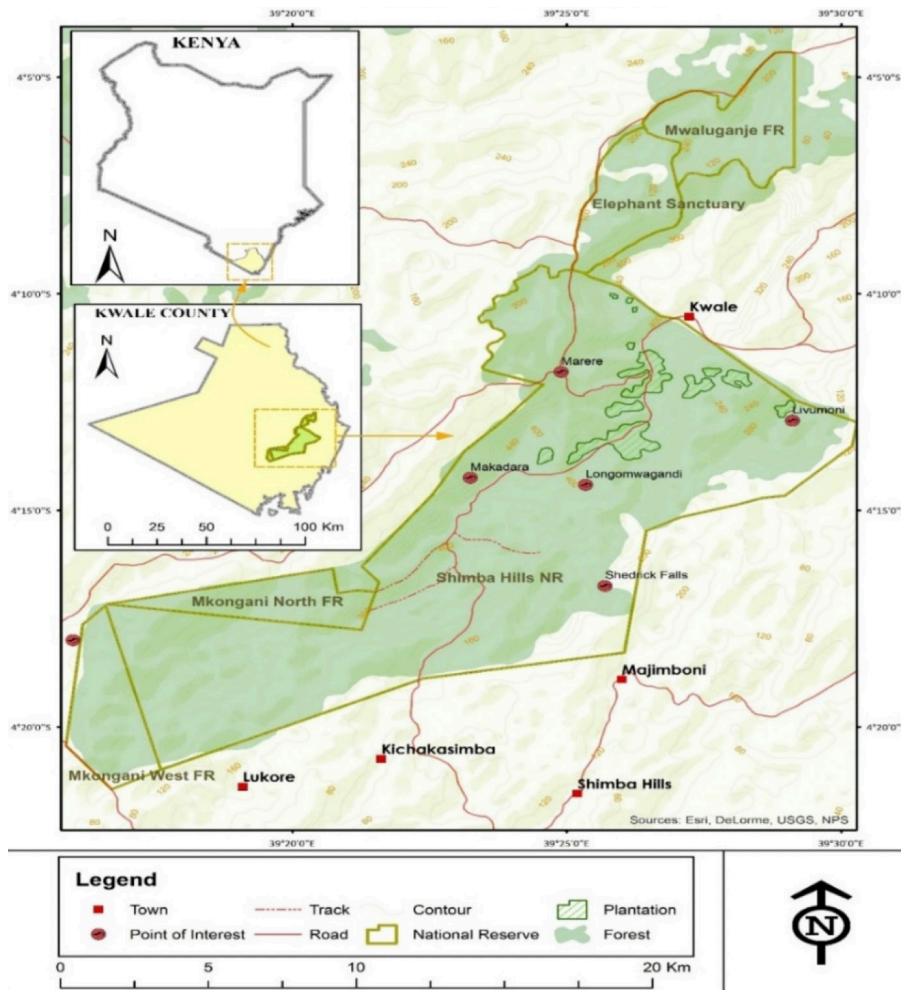 39°20'0"E 39°25'0"E 39°30'0"E
4°5'0"S 4°5'0"S
KENYA
N
Mwaluganje FR
Elephant Sanctuary
4°10'0"S 4°10'0"S
KWALE COUNTY
N
0 25 50 100 Km
Kwale
Marere
Livumoni
Makadara
Longomwagandi
4°15'0"S 4°15'0"S
Shimba Hills NR
Shedrick Falls
Mkongani North FR
Majimboni
4°20'0"S 4°20'0"S
Kichakasimba
Mkongani West FR
Lukore
Shimba Hills
Sources: Esri, DeLorme, USGS, NPS
39°20'0"E 39°25'0"E 39°30'0"E
Legend
Town Track Contour Plantation
Point of Interest Road National Reserve Forest
0 5 10 20 Km
N